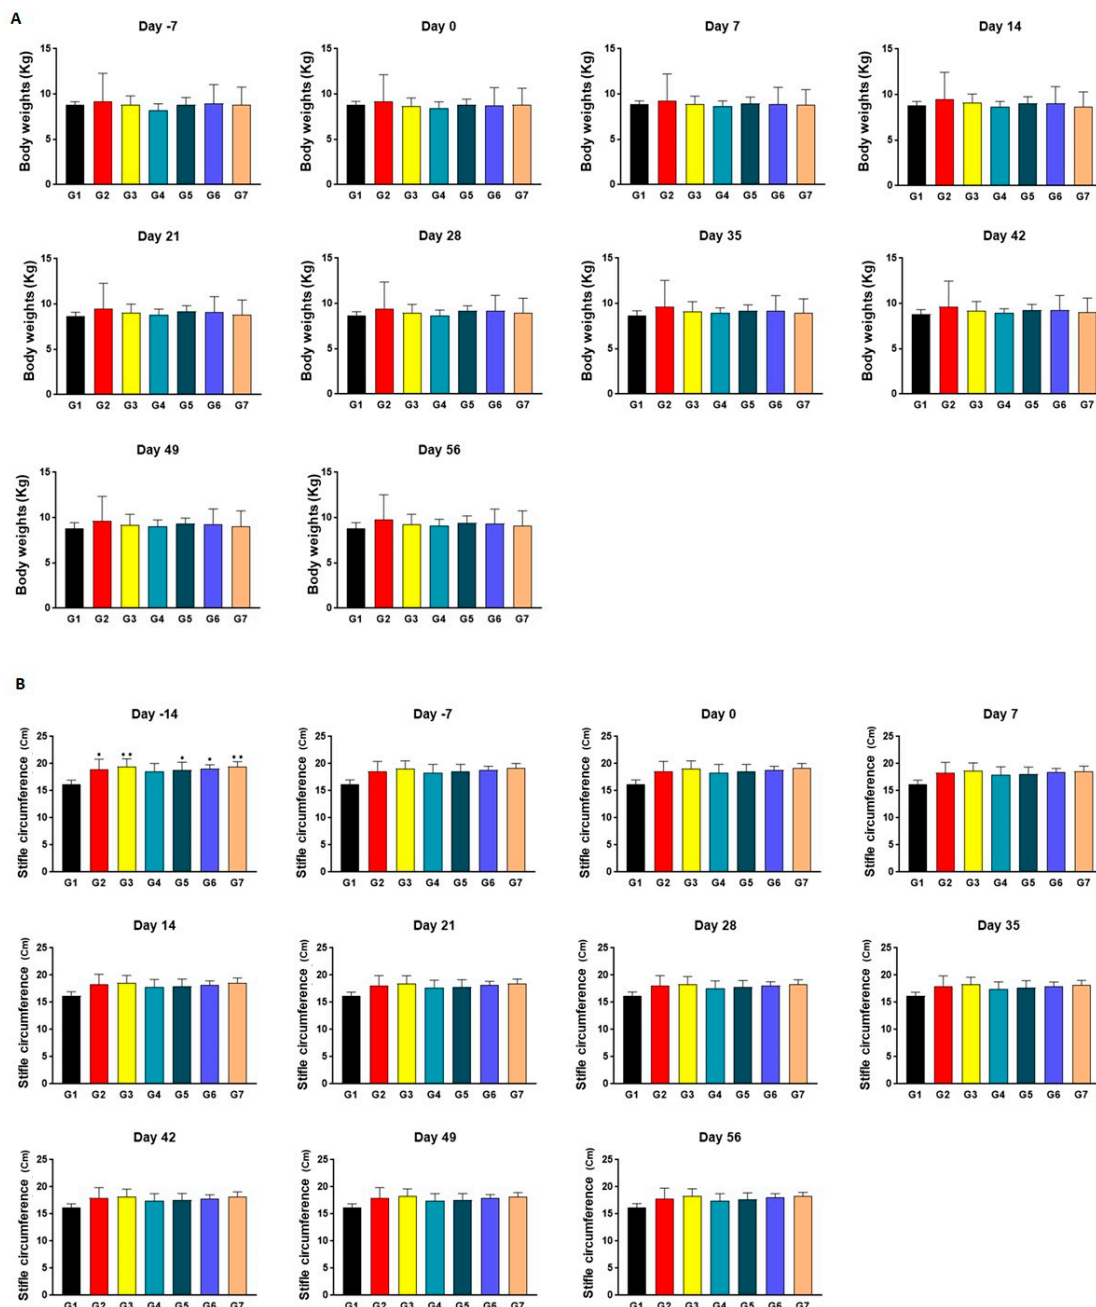 A
Day -7 Day 0 Day 7 Day 14
Body weights (Kg) 15 10 5 0 Body weights (Kg) 15 10 5 0 Body weights (Kg) 15 10 5 0 Body weights (Kg) 15 10 5 0
G1 G2 G3 G4 G5 G6 G7 G1 G2 G3 G4 G5 G6 G7 G1 G2 G3 G4 G5 G6 G7 G1 G2 G3 G4 G5 G6 G7
Day 21 Day 28 Day 35 Day 42
Body weights (Kg) 15 10 5 0 Body weights (Kg) 15 10 5 0 Body weights (Kg) 15 10 5 0 Body weights (Kg) 15 10 5 0
G1 G2 G3 G4 G5 G6 G7 G1 G2 G3 G4 G5 G6 G7 G1 G2 G3 G4 G5 G6 G7 G1 G2 G3 G4 G5 G6 G7
Day 49 Day 56
Body weights (Kg) 15 10 5 0 Body weights (Kg) 15 10 5 0
G1 G2 G3 G4 G5 G6 G7 G1 G2 G3 G4 G5 G6 G7
B
Day -14 Day -7 Day 0 Day 7
Stifle circumference (Cm) 25 20 15 10 5 0 * ** * * ** Stifle circumference (Cm) 25 20 15 10 5 0 Stifle circumference (Cm) 25 20 15 10 5 0 Stifle circumference (Cm) 25 20 15 10 5 0
G1 G2 G3 G4 G5 G6 G7 G1 G2 G3 G4 G5 G6 G7 G1 G2 G3 G4 G5 G6 G7 G1 G2 G3 G4 G5 G6 G7
Day 14 Day 21 Day 28 Day 35
Stifle circumference (Cm) 25 20 15 10 5 0 Stifle circumference (Cm) 25 20 15 10 5 0 Stifle circumference (Cm) 25 20 15 10 5 0 Stifle circumference (Cm) 25 20 15 10 5 0
G1 G2 G3 G4 G5 G6 G7 G1 G2 G3 G4 G5 G6 G7 G1 G2 G3 G4 G5 G6 G7 G1 G2 G3 G4 G5 G6 G7
Day 42 Day 49 Day 56
Stifle circumference (Cm) 25 20 15 10 5 0 Stifle circumference (Cm) 25 20 15 10 5 0 Stifle circumference (Cm) 25 20 15 10 5 0
G1 G2 G3 G4 G5 G6 G7 G1 G2 G3 G4 G5 G6 G7 G1 G2 G3 G4 G5 G6 G7